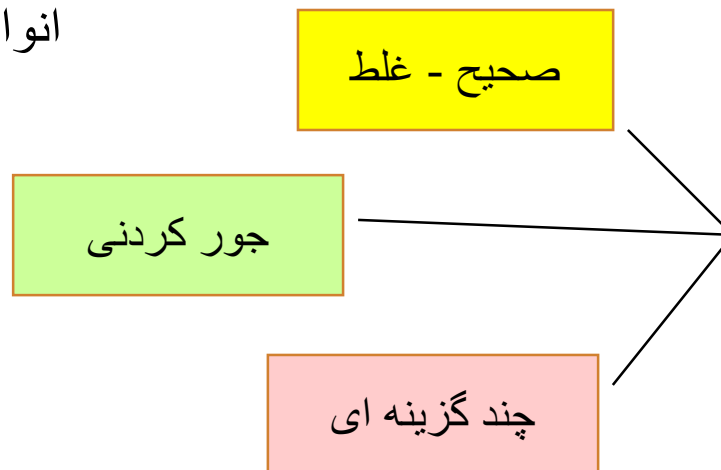 انوا
صحیح - غلط
جور کردنی
چند گزینه ای